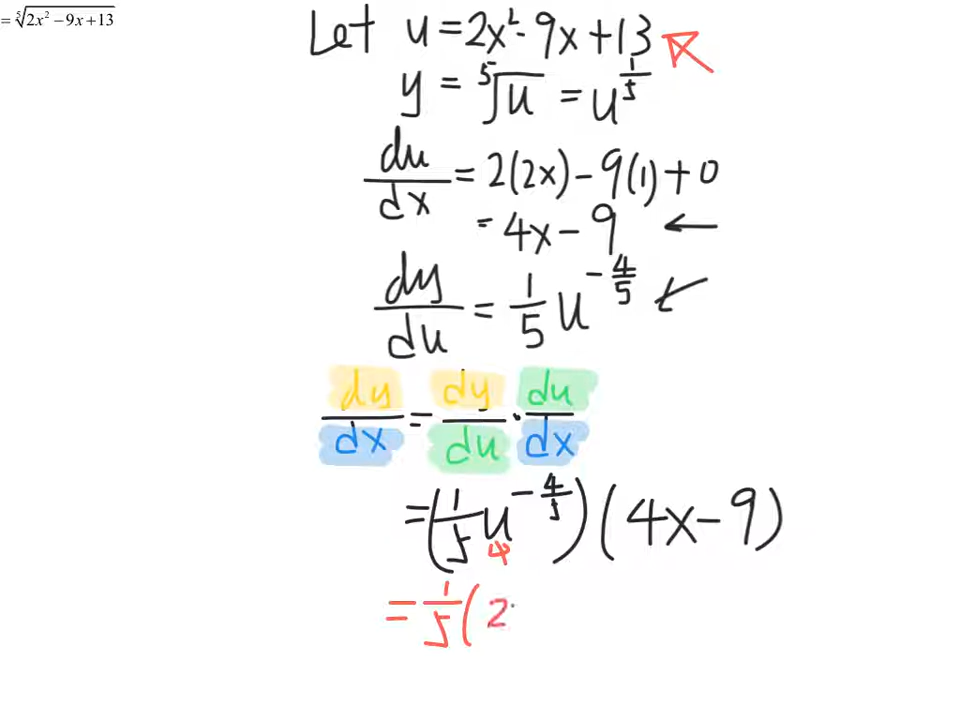 = ⁵√(2x² − 9x + 13)
Let u = 2x² - 9x + 13
y = ⁵√u = u^(1/5)
du/dx = 2(2x) − 9(1) + 0
= 4x − 9 ←
dy/du = 1/5 u^(−4/5)
dy/dx = dy/du · du/dx
= (1/5 u^(−4/5)) (4x − 9)
= 1/5 ( 2